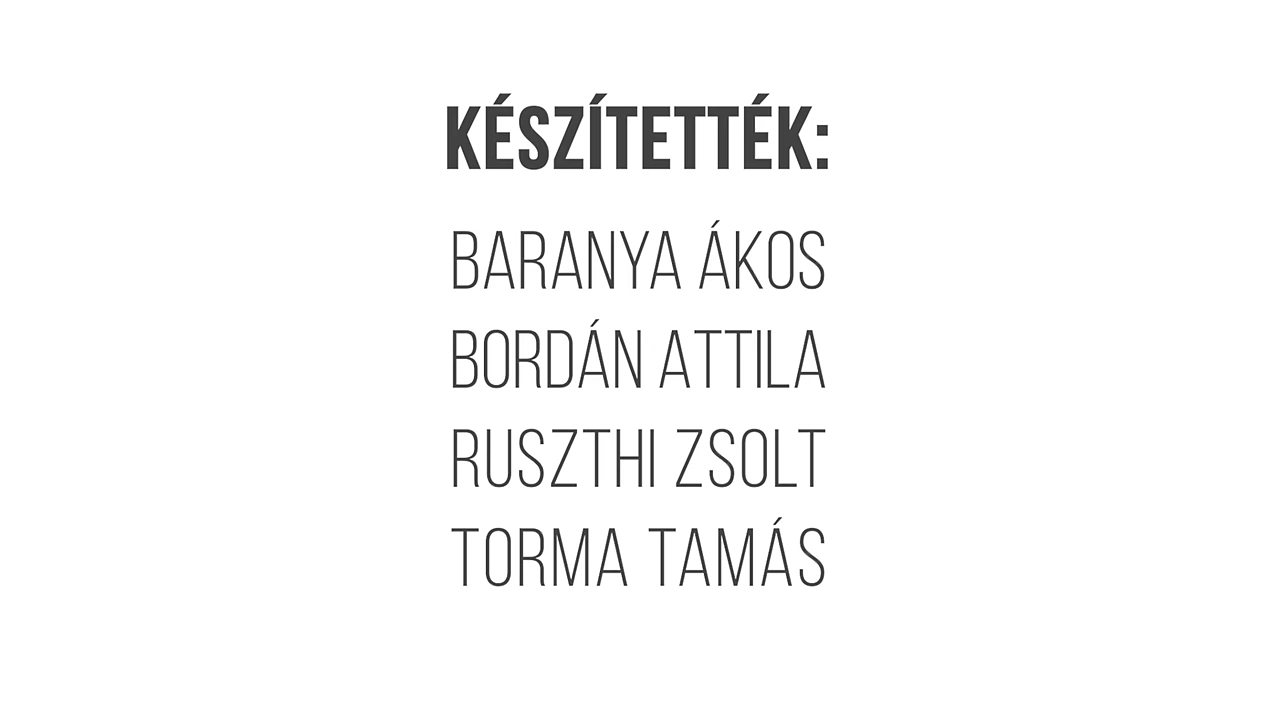 KÉSZÍTETTÉK:
BARANYA ÁKOS
BORDÁN ATTILA
RUSZTHI ZSOLT
TORMA TAMÁS